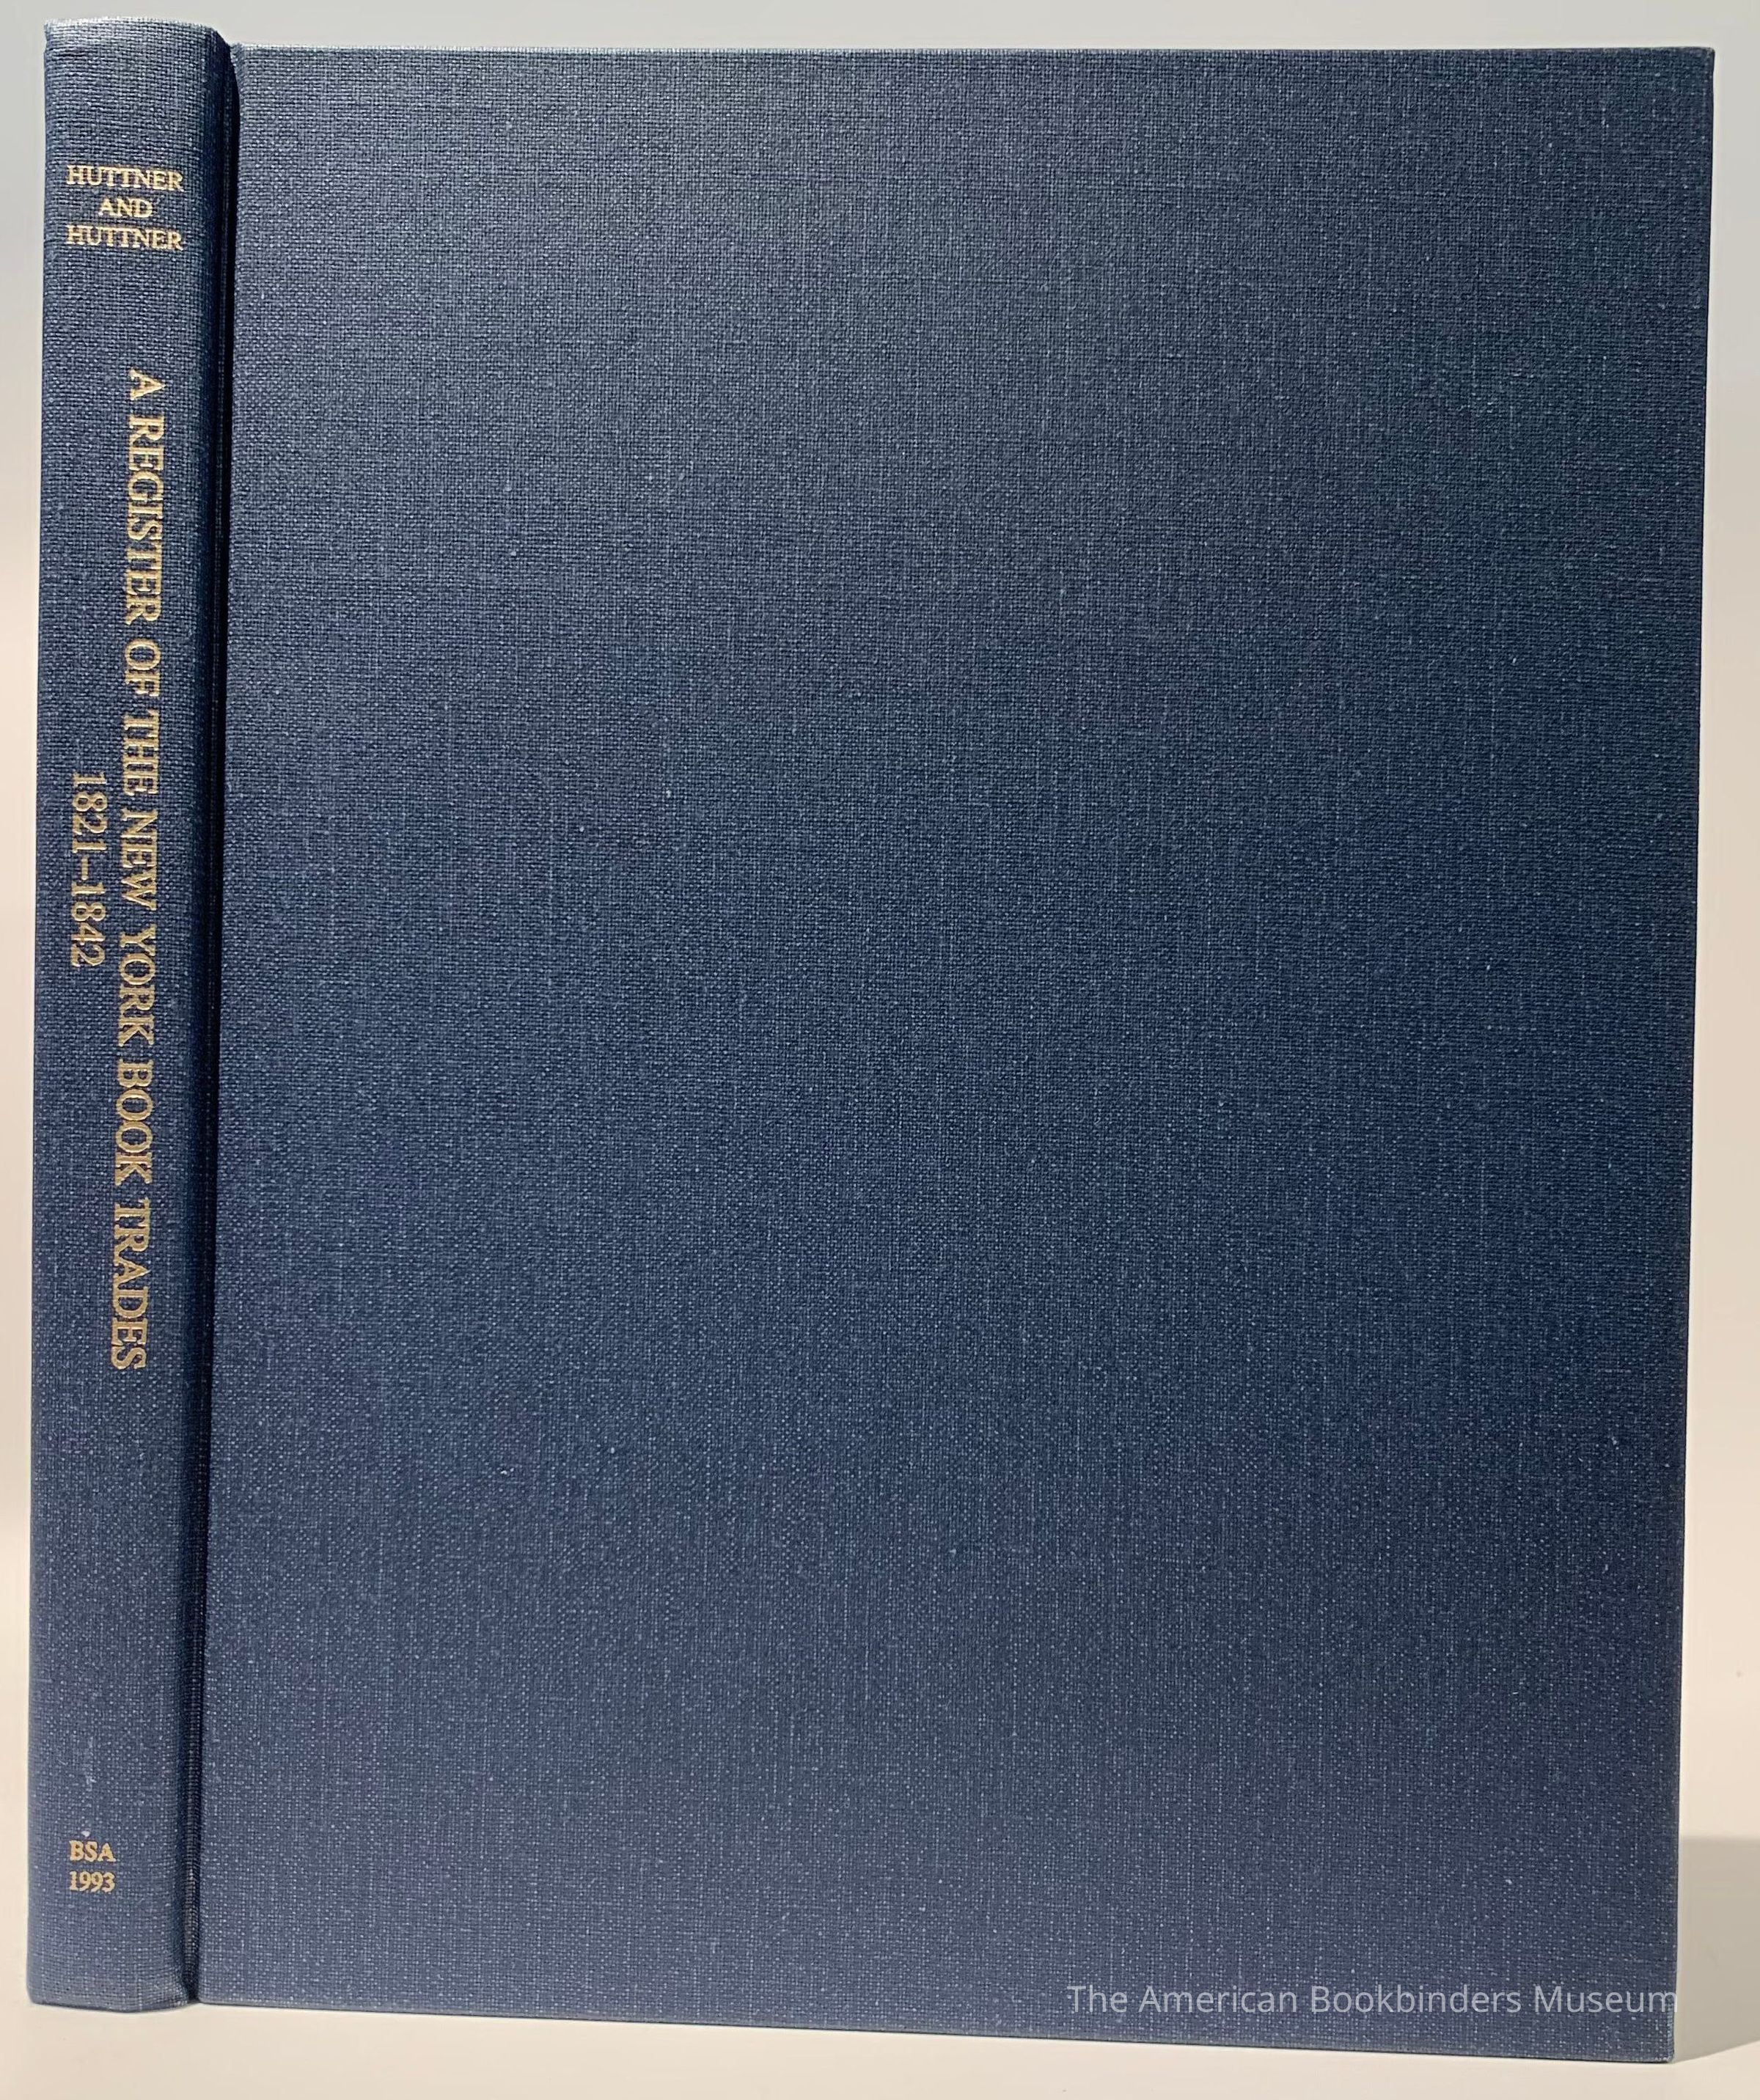 HUTTNER
AND
HUTTNER
A REGISTER OF THE NEW YORK BOOK TRADES
1821–1842
BSA
1993
The American Bookbinders Museum